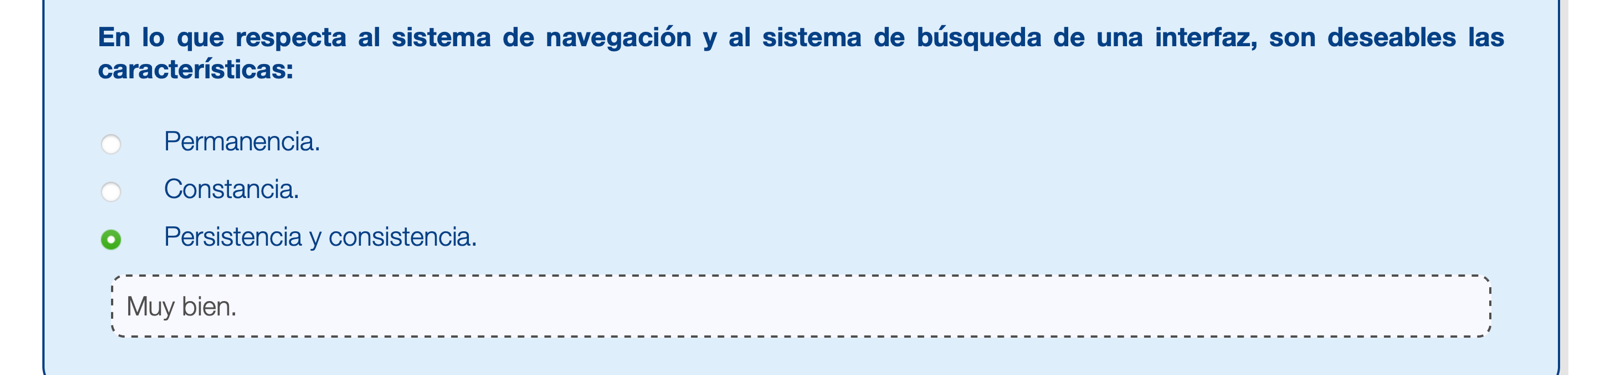 En lo que respecta al sistema de navegación y al sistema de búsqueda de una interfaz, son deseables las
características:
Permanencia.
Constancia.
Persistencia y consistencia.
Muy bien.